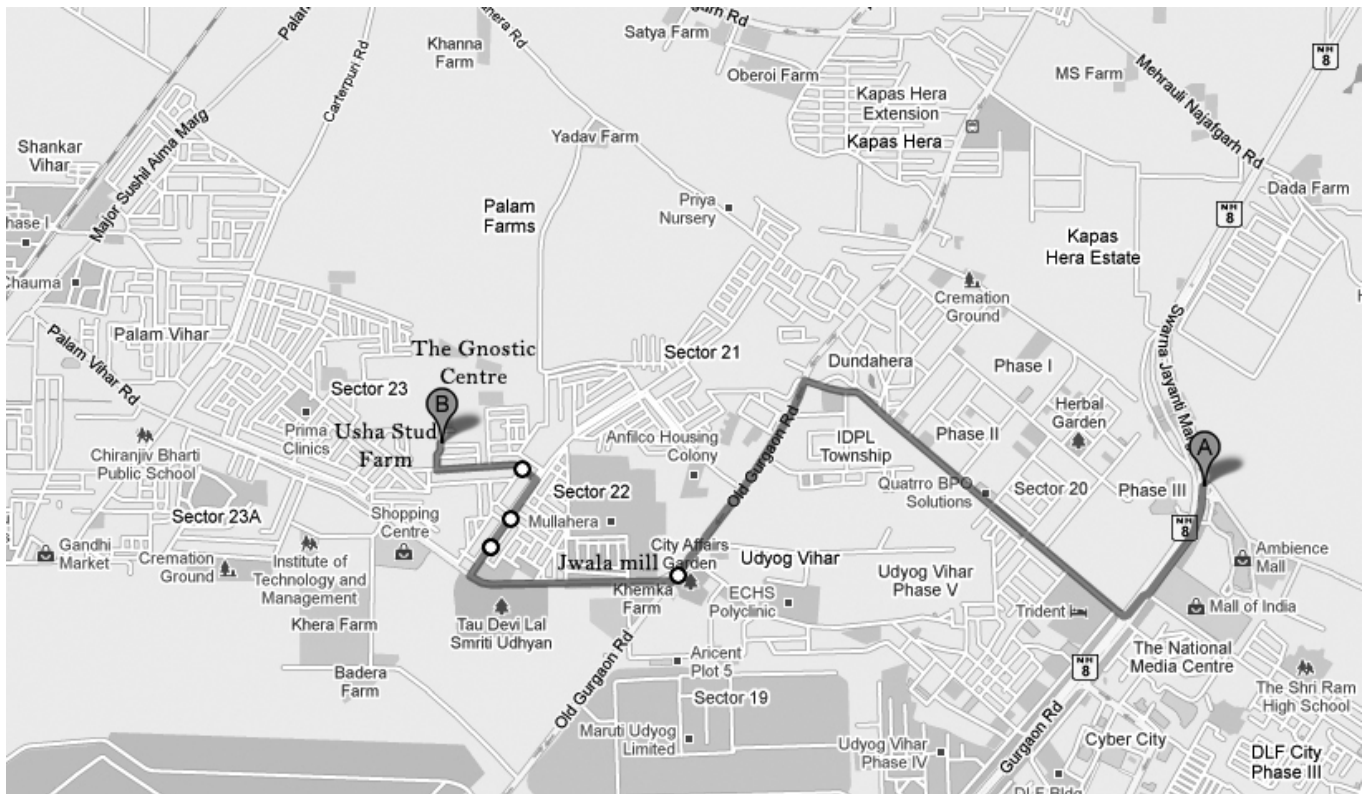 Palam
Carterpuri Rd
nera Rd
Khanna
Farm
Satya Farm
garn Rd
Oberoi Farm
MS Farm
NH
8
Mehrauli Najafgarh Rd
Kapas Hera
Extension
Kapas Hera
Shankar
Vihar
Major Sushil Aima Marg
Yadav Farm
Dada Farm
NH
8
Priya
Nursery
Palam
Farms
Phase I
Kapas
Hera Estate
Chauma
Cremation
Ground
Swarna Jayanti Marg
Palam Vihar
Palam Vihar Rd
The Gnostic
Centre
Sector 21
Dundahera
Phase I
Sector 23
B
Herbal
Garden
Prima
Clinics
Usha Stud
Farm
Anfilco Housing
Colony
Old Gurgaon Rd
IDPL
Township
Phase II
A
Chiranjiv Bharti
Public School
Sector 22
Quatrro BPO
Solutions
Sector 20
Phase III
Sector 23A
Shopping
Centre
Mullahera
NH
8
Gandhi
Market
Cremation
Ground
Institute of
Technology and
Management
Jwala mill
City Affairs
Garden
Udyog Vihar
Ambience
Mall
Khemka
Farm
ECHS
Polyclinic
Udyog Vihar
Phase V
Trident
Mall of India
Khera Farm
Tau Devi Lal
Smriti Udhyan
The National
Media Centre
Badera
Farm
Old Gurgaon Rd
Aricent
Plot 5
NH
8
The Shri Ram
High School
Sector 19
Maruti Udyog
Limited
Udyog Vihar
Phase IV
Gurgaon Rd
Cyber City
DLF City
Phase III
DLF Bldg